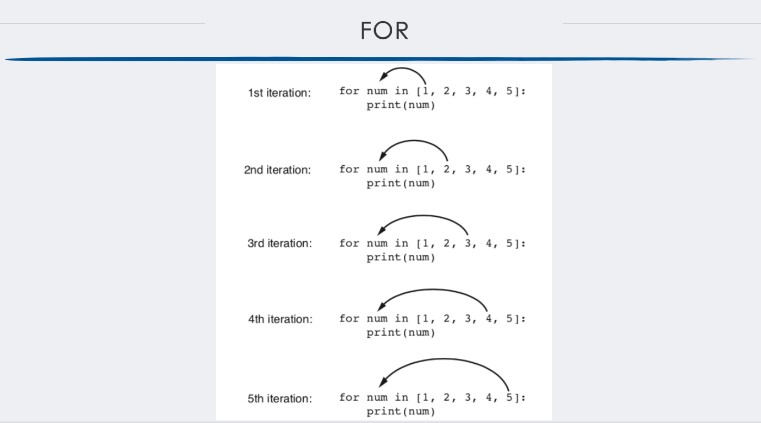 FOR
1st iteration: for num in [1, 2, 3, 4, 5]:
print(num)
2nd iteration: for num in [1, 2, 3, 4, 5]:
print(num)
3rd iteration: for num in [1, 2, 3, 4, 5]:
print(num)
4th iteration: for num in [1, 2, 3, 4, 5]:
print(num)
5th iteration: for num in [1, 2, 3, 4, 5]:
print(num)